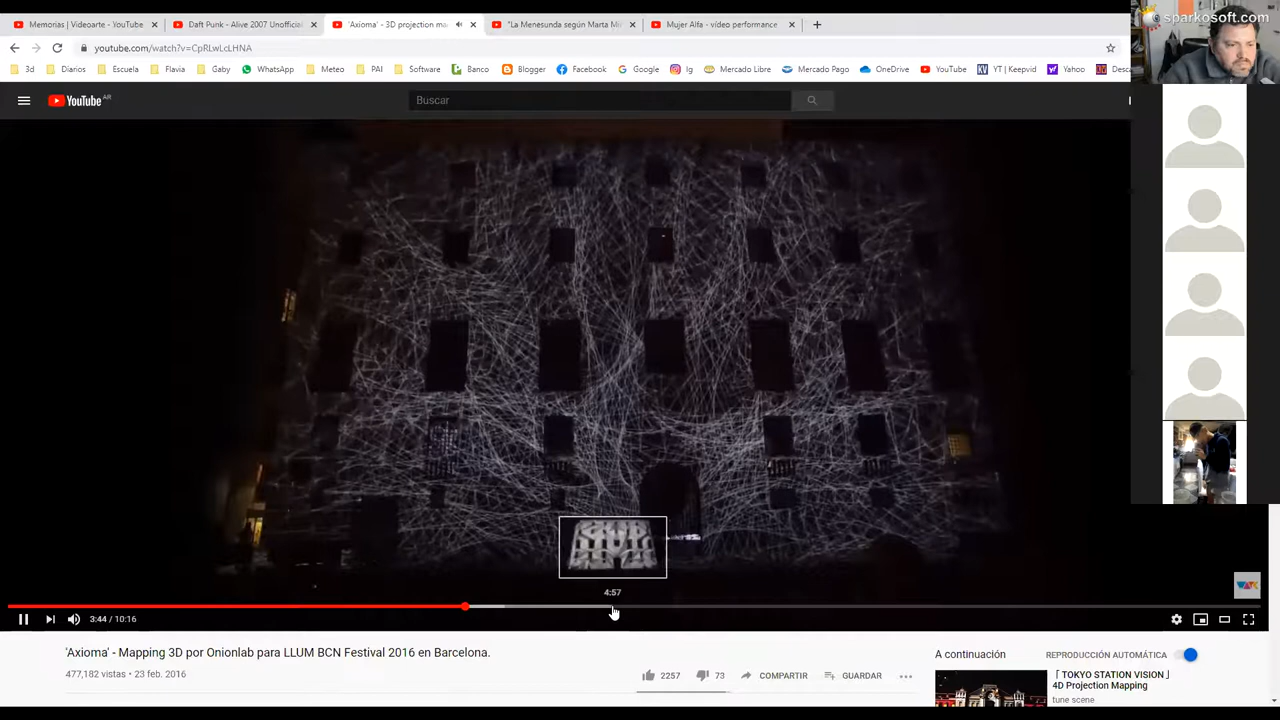 Memorias | Videoarte - YouTube
Daft Punk - Alive 2007 Unofficial
'Axioma' - 3D projection ma
"La Menesunda según Marta Mi
Mujer Alfa - vídeo performance
sparkosoft.com
youtube.com/watch?v=CpRLwLcLHNA
3d Diarios Escuela Flavia Gaby WhatsApp Meteo PAI Software Banco Blogger Facebook Google Ig Mercado Libre Mercado Pago OneDrive YouTube YT | Keepvid Yahoo Desca
YouTube AR
Buscar
4:57
3:44 / 10:16
'Axioma' - Mapping 3D por Onionlab para LLUM BCN Festival 2016 en Barcelona.
477,182 vistas • 23 feb. 2016
2257 73 COMPARTIR GUARDAR
A continuación
REPRODUCCIÓN AUTOMÁTICA
「 TOKYO STATION VISION 」
4D Projection Mapping
tune scene